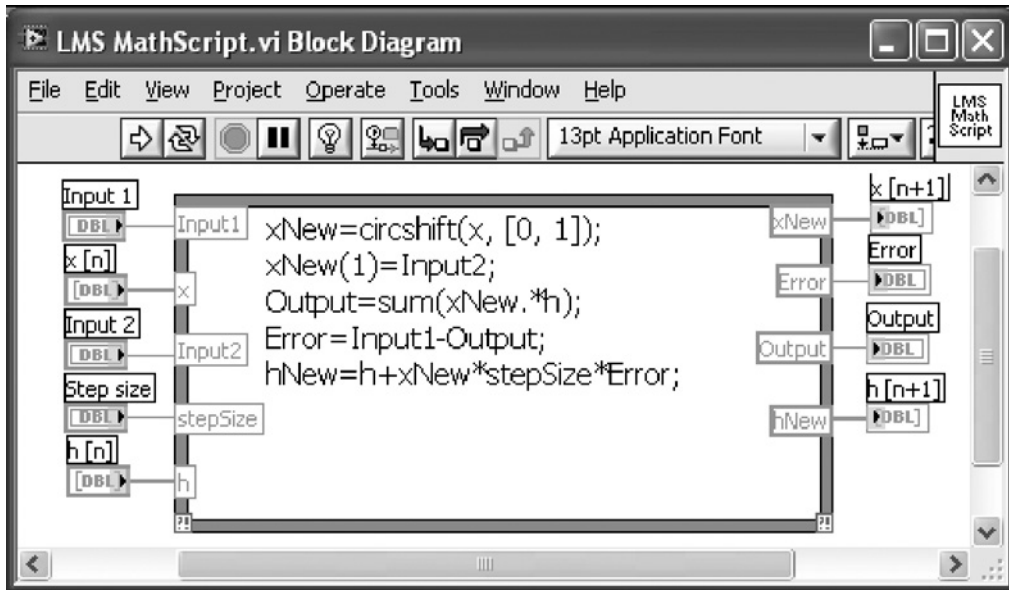 LMS MathScript.vi Block Diagram
File Edit View Project Operate Tools Window Help
LMS
Math
Script
13pt Application Font
Input 1
DBL
x [n]
[DBL]
Input 2
DBL
Step size
DBL
h [n]
[DBL]
Input1
x
Input2
stepSize
h
xNew=circshift(x, [0, 1]);
xNew(1)=Input2;
Output=sum(xNew.*h);
Error=Input1-Output;
hNew=h+xNew*stepSize*Error;
xNew
Error
Output
hNew
x [n+1]
[DBL]
Error
DBL
Output
DBL
h [n+1]
[DBL]
?!
?!